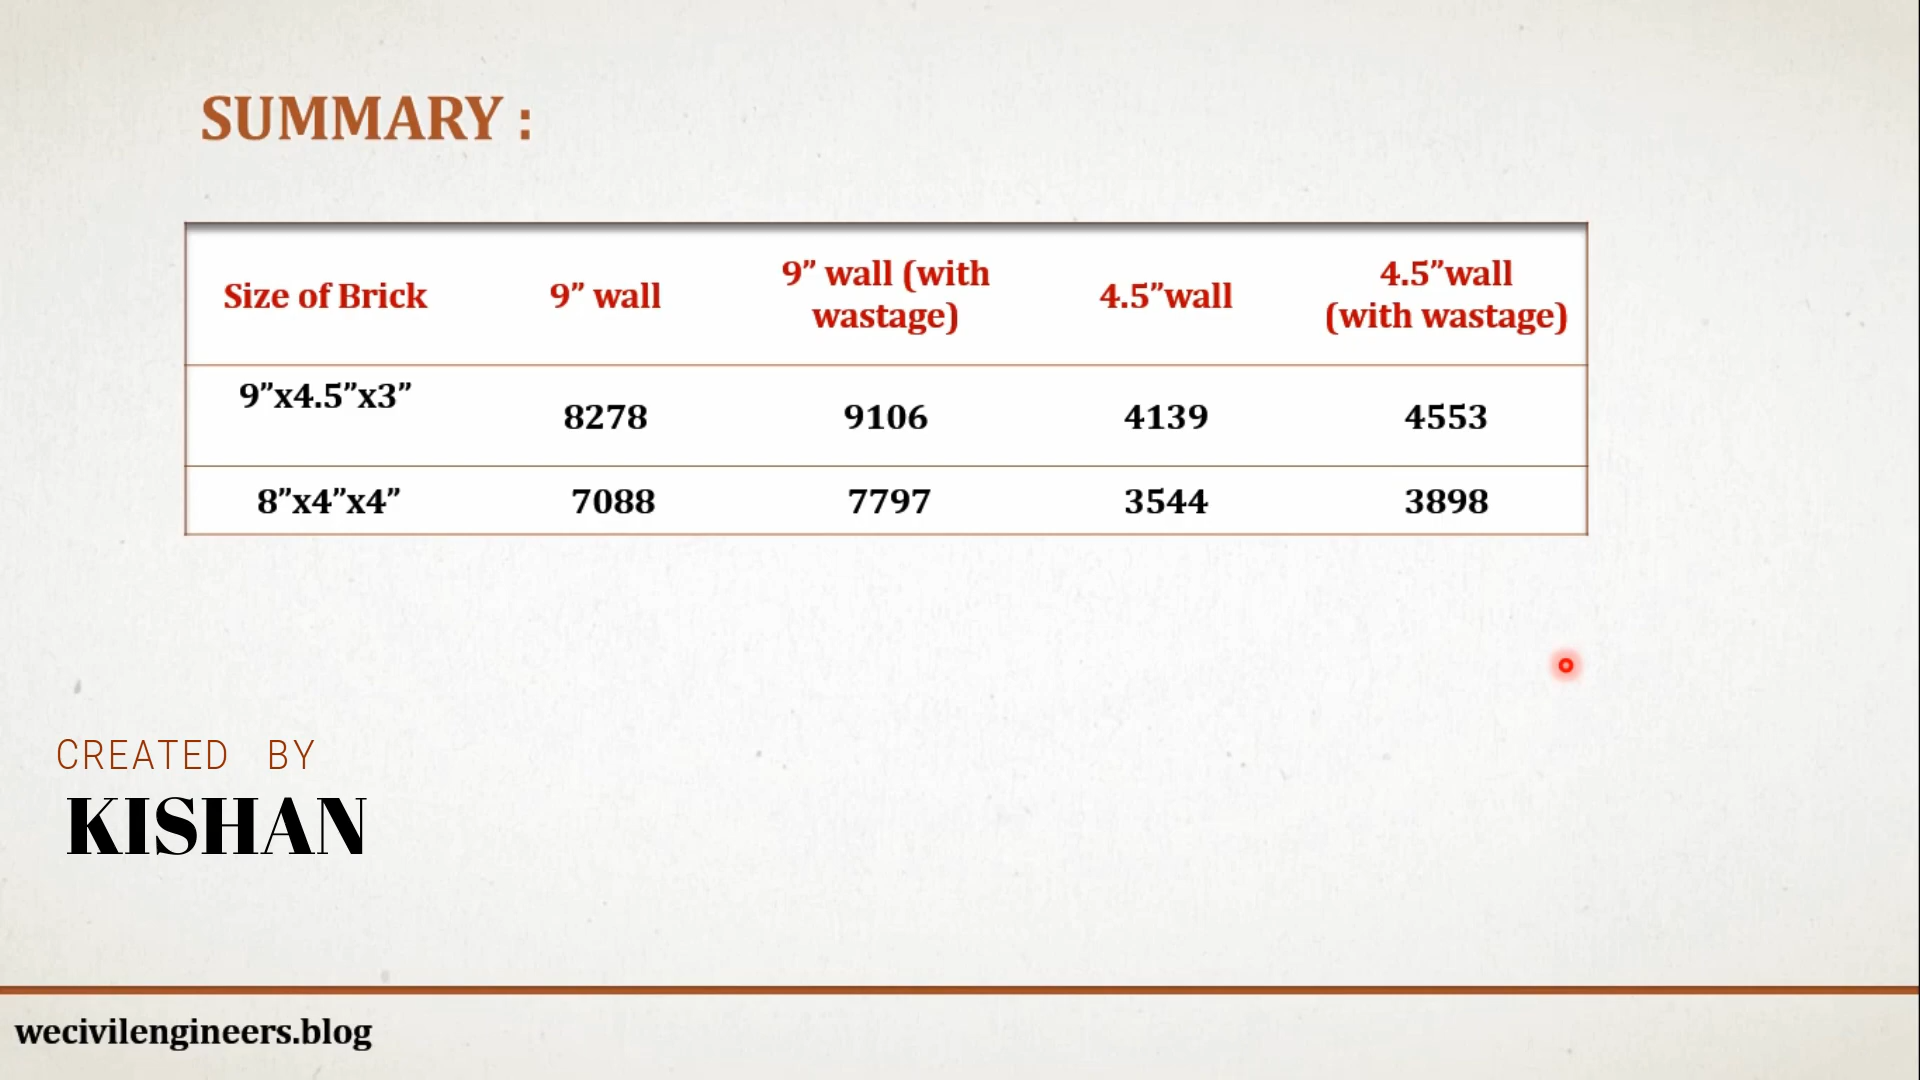 SUMMARY :
Size of Brick
9” wall
9” wall (with
wastage)
4.5”wall
4.5”wall
(with wastage)
9”x4.5”x3”
8278
9106
4139
4553
8”x4”x4”
7088
7797
3544
3898
CREATED BY
KISHAN
wecivilengineers.blog